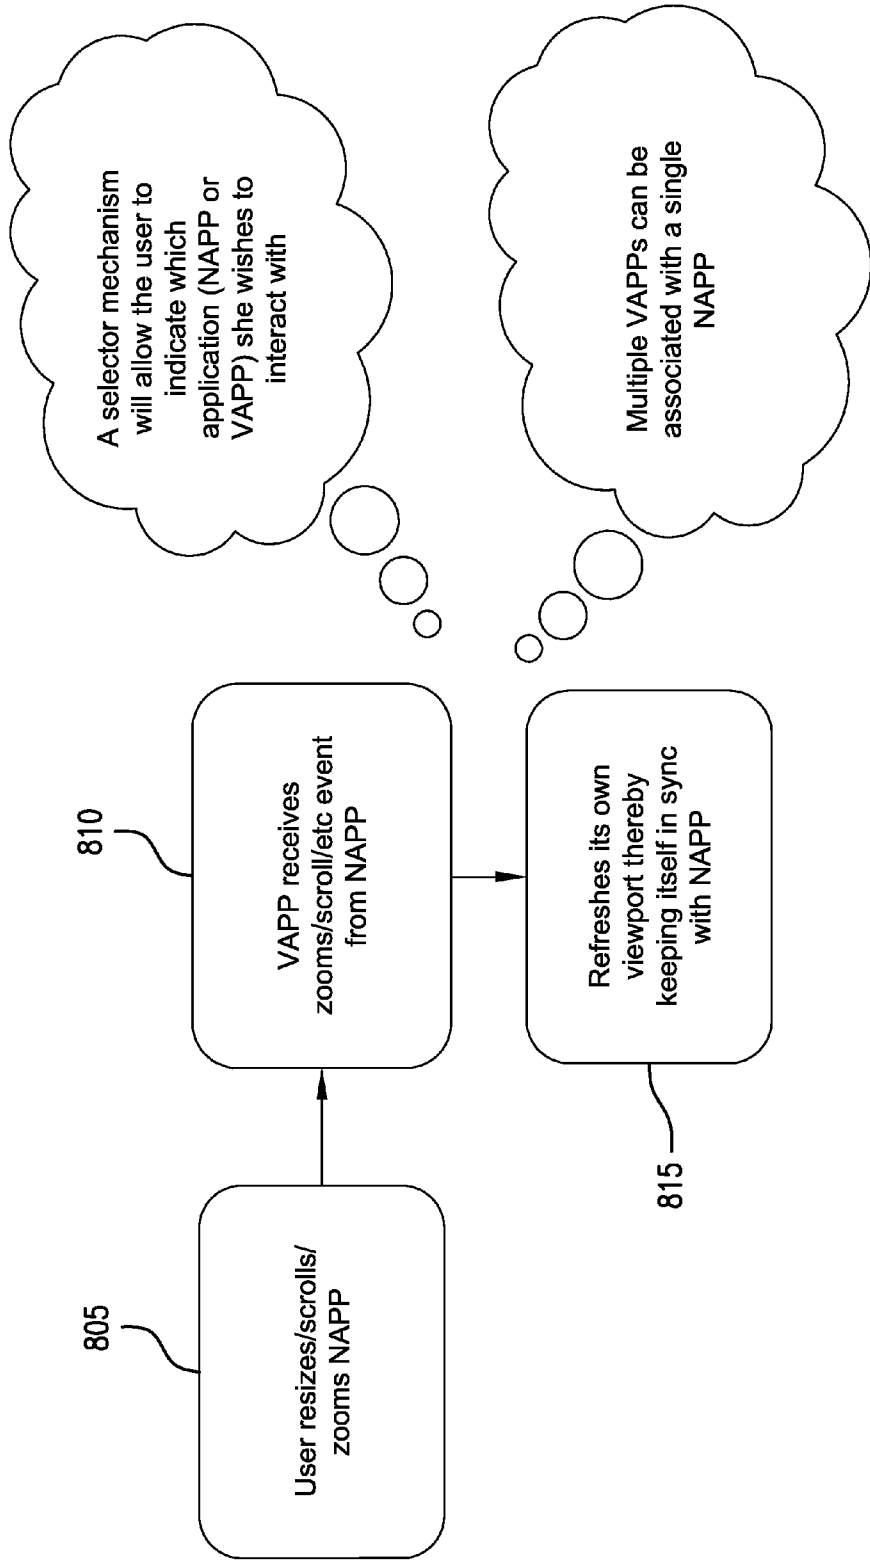 805
User resizes/scrolls/
zooms NAPP
810
VAPP receives
zooms/scroll/etc event
from NAPP
815
Refreshes its own
viewport thereby
keeping itself in sync
with NAPP
A selector mechanism
will allow the user to
indicate which
application (NAPP or
VAPP) she wishes to
interact with
Multiple VAPPs can be
associated with a single
NAPP